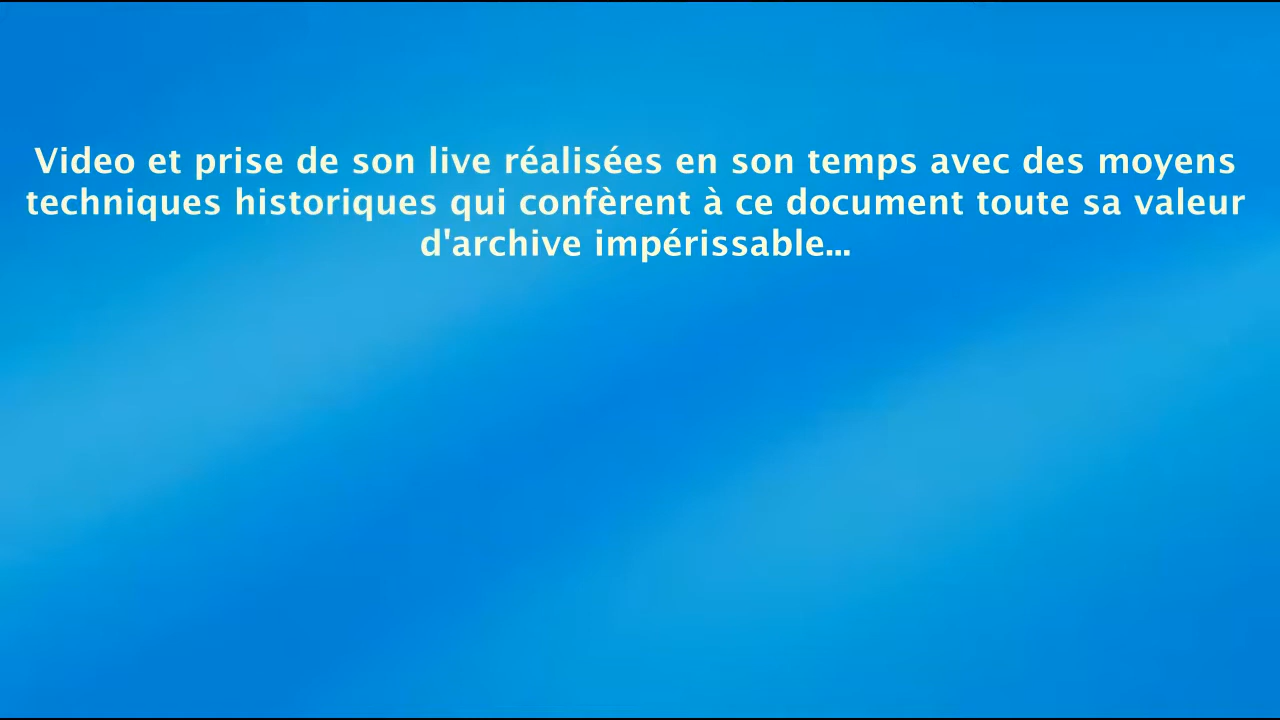 Video et prise de son live réalisées en son temps avec des moyens
techniques historiques qui confèrent à ce document toute sa valeur
d'archive impérissable...